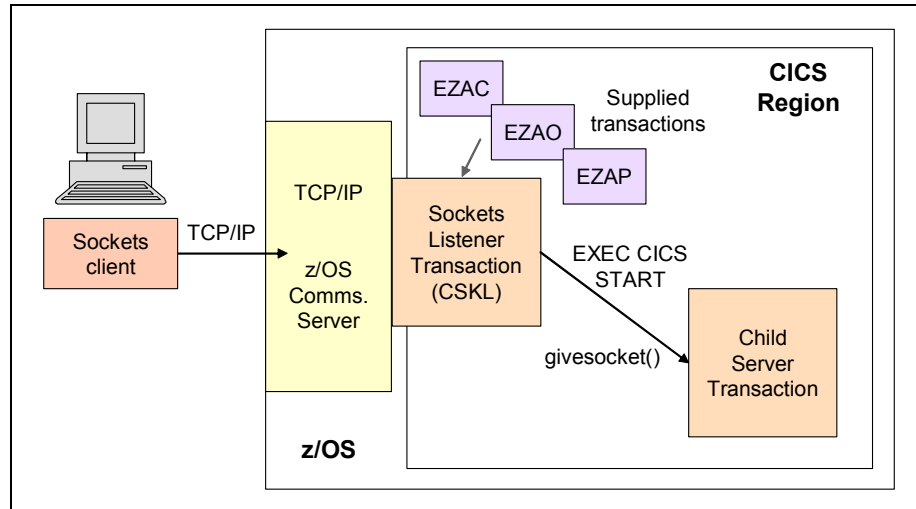 CICS
Region
EZAC
Supplied
transactions
EZAO
EZAP
TCP/IP
Sockets
Listener
Transaction
(CSKL)
TCP/IP
Sockets
client
z/OS
Comms.
Server
EXEC CICS
START
givesocket()
Child
Server
Transaction
z/OS